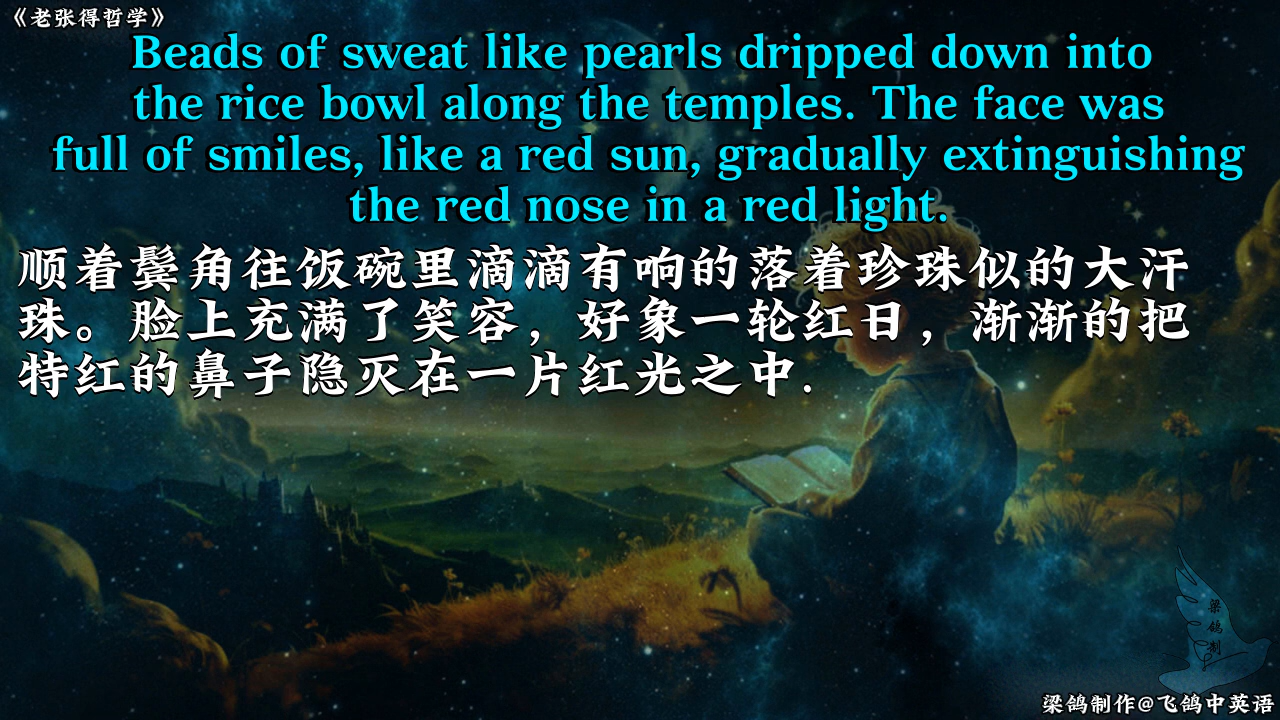 《老张得哲学》
Beads of sweat like pearls dripped down into
the rice bowl along the temples. The face was
full of smiles, like a red sun, gradually extinguishing
the red nose in a red light.
顺着鬓角往饭碗里滴滴有响的落着珍珠似的大汗
珠。脸上充满了笑容，好象一轮红日，渐渐的把
特红的鼻子隐灭在一片红光之中.
梁
鸽
制
梁鸽制作@飞鸽中英语